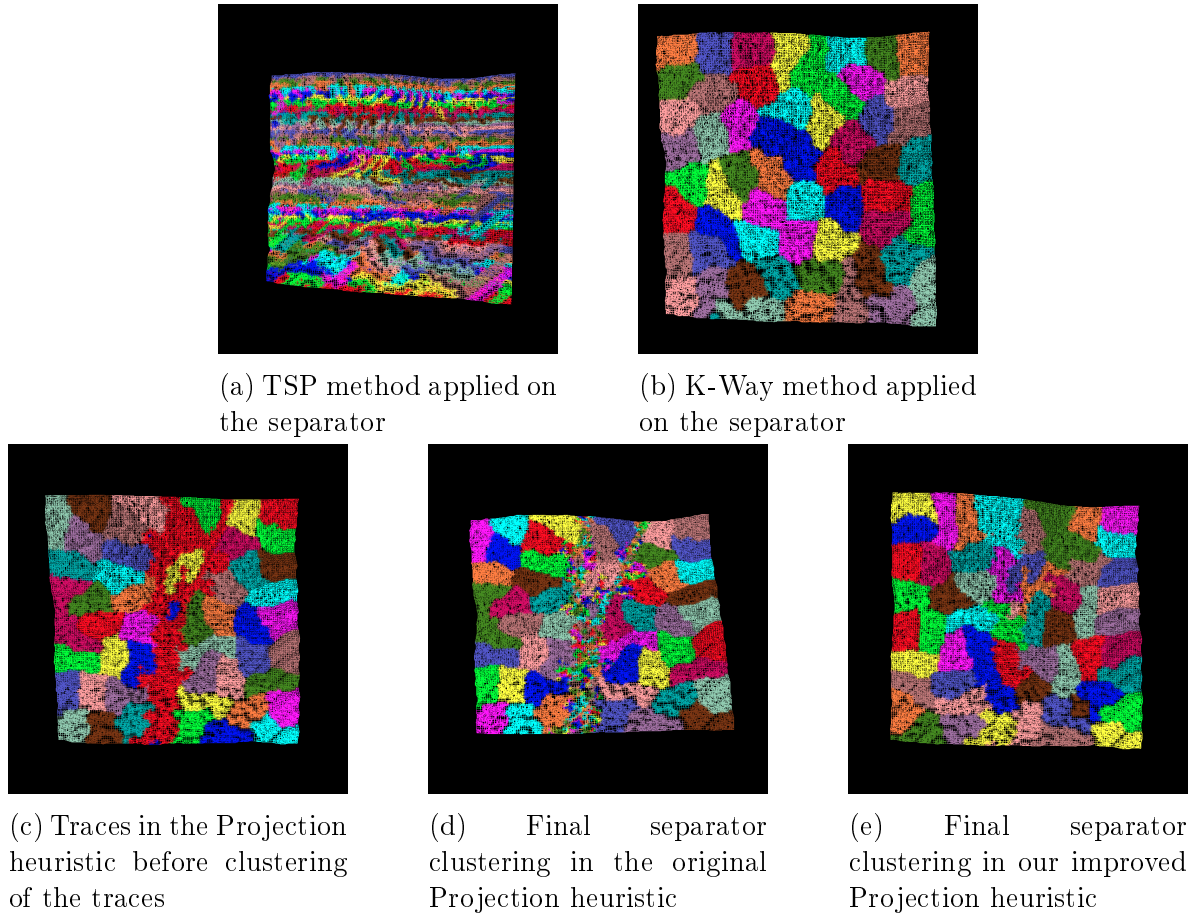 (a) TSP method applied on
the separator
(b) K-Way method applied
on the separator
(c) Traces in the Projection
heuristic before clustering
of the traces
(d) Final separator
clustering in the original
Projection heuristic
(e) Final separator
clustering in our improved
Projection heuristic